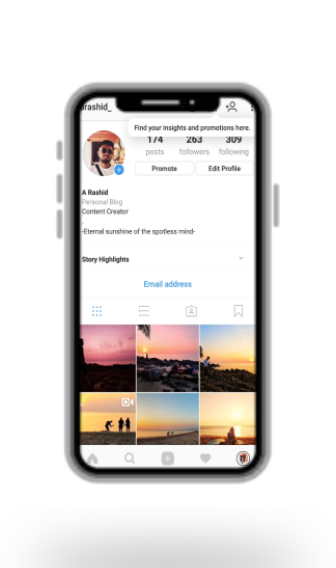 rashid_
Find your insights and promotions here.
174 263 309
posts followers following
Promote Edit Profile
A Rashid
Personal Blog
Content Creator
-Eternal sunshine of the spotless mind-
Story Highlights
Email address